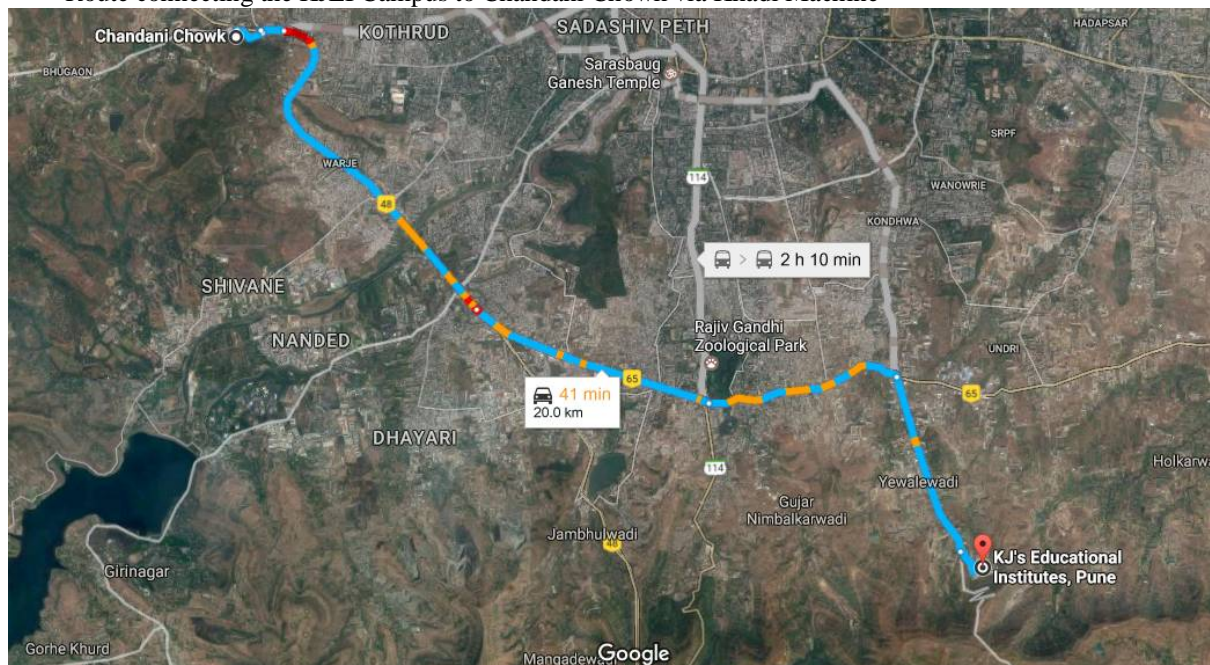 Chandani Chowk
BHUGAON
KOTHRUD
SADASHIV PETH
HADAPSAR
Sarasbaug
Ganesh Temple
SRPF
WARJE
114
WANOWRIE
48
KONDHWA
2 h 10 min
SHIVANE
NANDED
Rajiv Gandhi
Zoological Park
UNDRI
65
65
41 min
20.0 km
DHAYARI
114
Holkarwa
Yewalewadi
Gujar
Nimbalkarwadi
Jambhulwadi
48
KJ's Educational
Institutes, Pune
Girinagar
Gorhe Khurd
Google